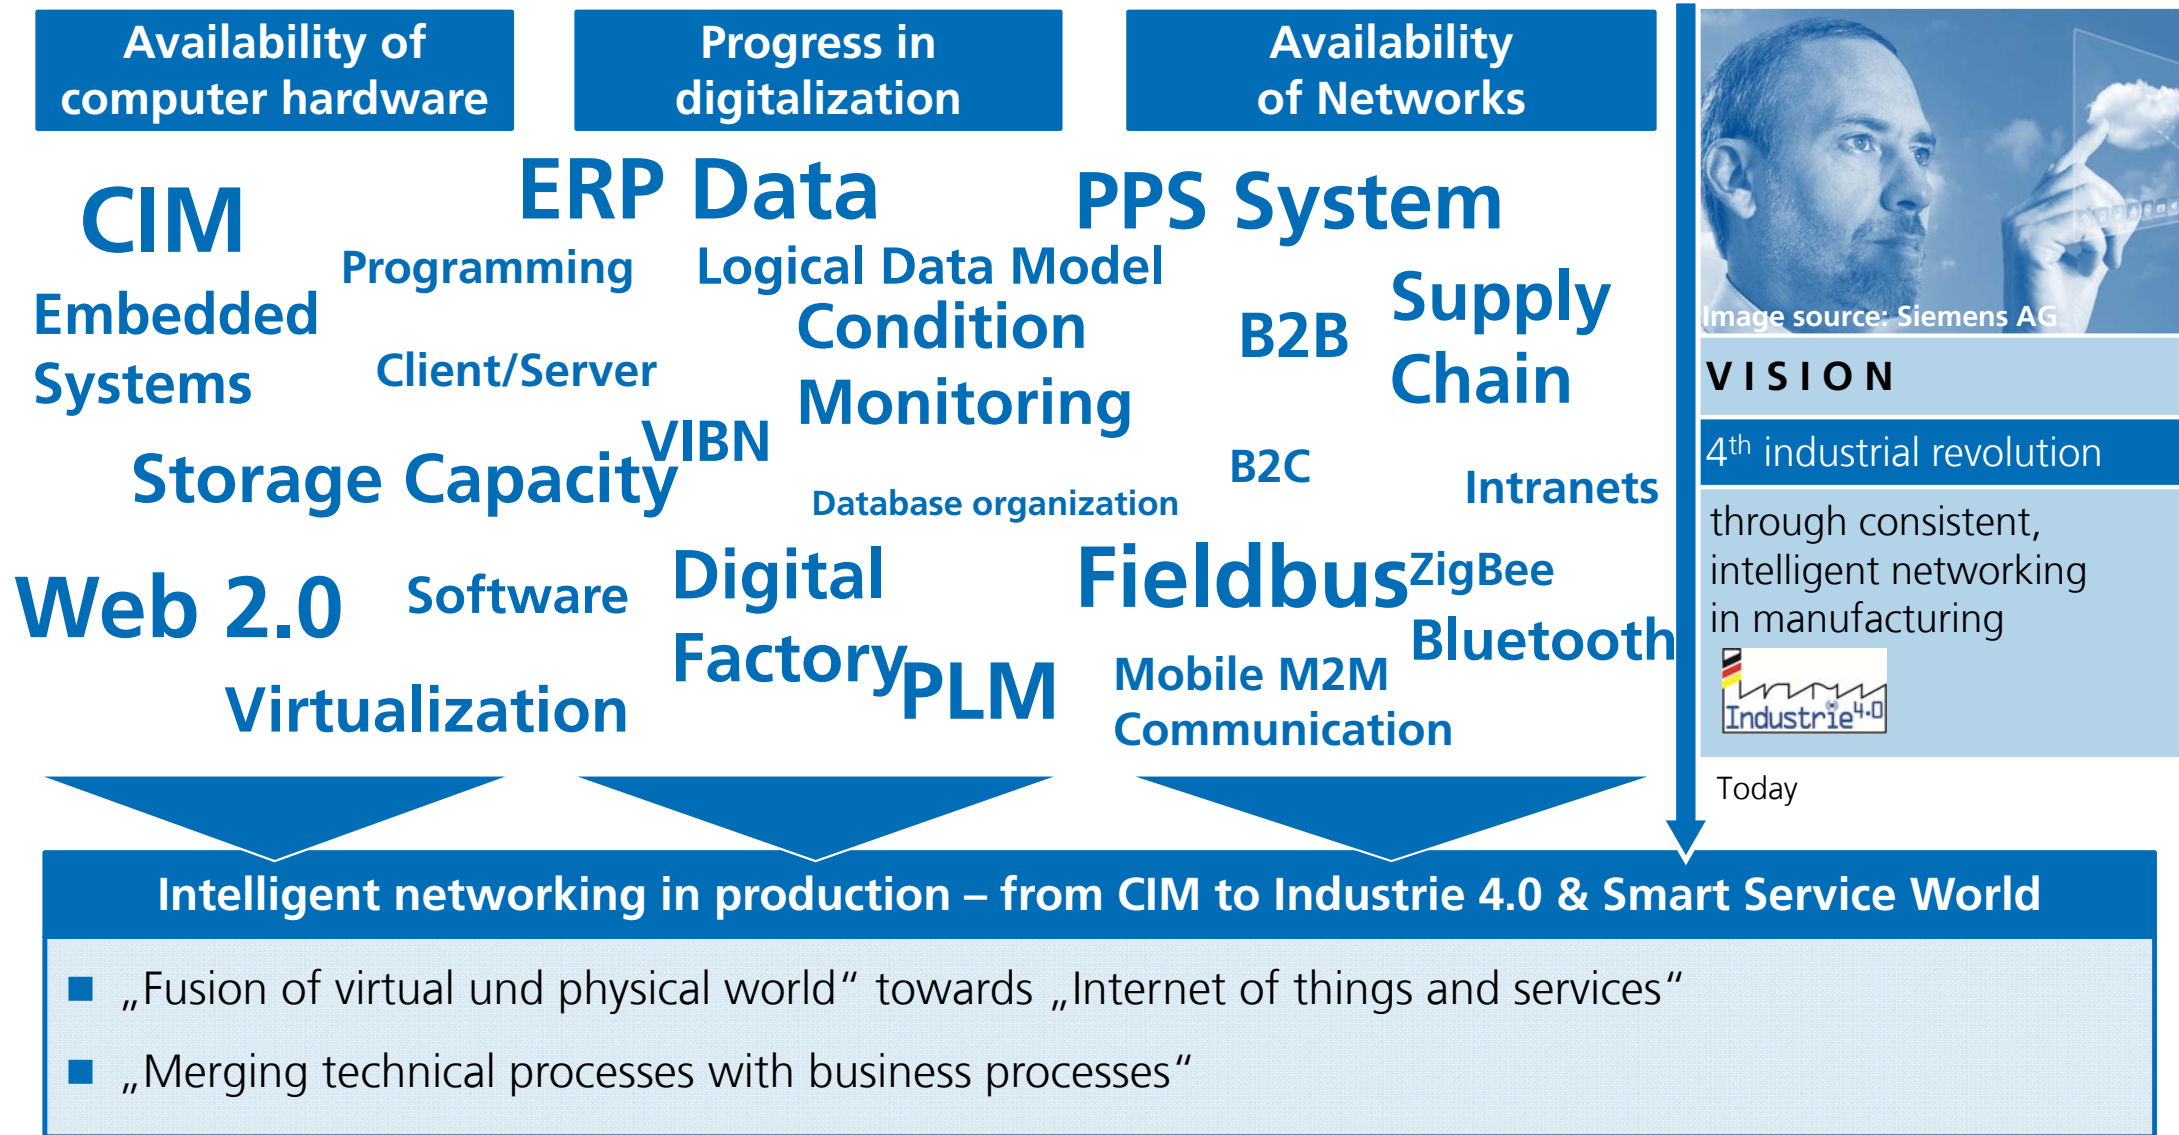 Availability of
computer hardware
Progress in
digitalization
Availability
of Networks
CIM
ERP Data
PPS System
Programming
Logical Data Model
Embedded
Systems
Condition
Monitoring
B2B
Supply
Chain
Client/Server
VIBN
Storage Capacity
B2C
Intranets
Database organization
Web 2.0
Software
Digital
Factory
Fieldbus
ZigBee
Bluetooth
PLM
Mobile M2M
Communication
Virtualization
Image source: Siemens AG
VISION
4th industrial revolution
through consistent,
intelligent networking
in manufacturing
Industrie 4.0
Today
Intelligent networking in production – from CIM to Industrie 4.0 & Smart Service World
„Fusion of virtual und physical world“ towards „Internet of things and services“
„Merging technical processes with business processes“